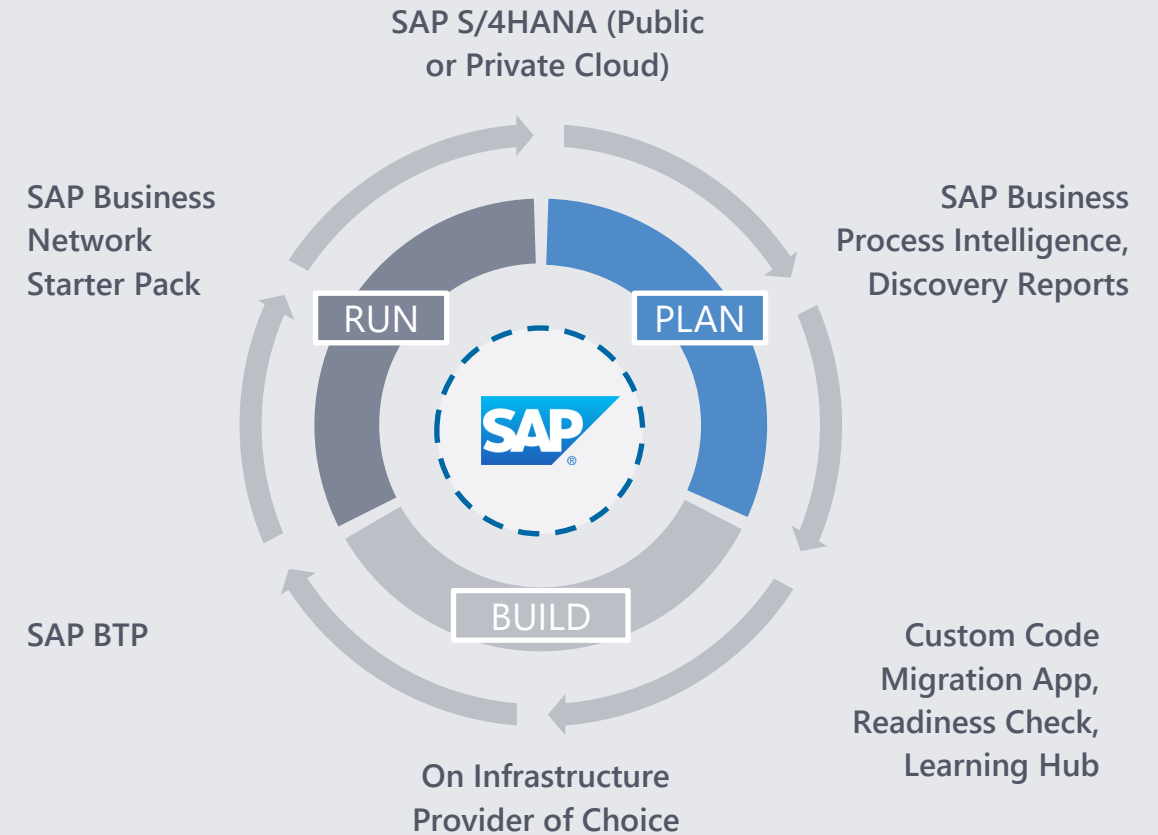 SAP S/4HANA (Public
or Private Cloud)
SAP Business
Network
Starter Pack
SAP Business
Process Intelligence,
Discovery Reports
RUN
PLAN
SAP
®
BUILD
SAP BTP
Custom Code
Migration App,
Readiness Check,
Learning Hub
On Infrastructure
Provider of Choice